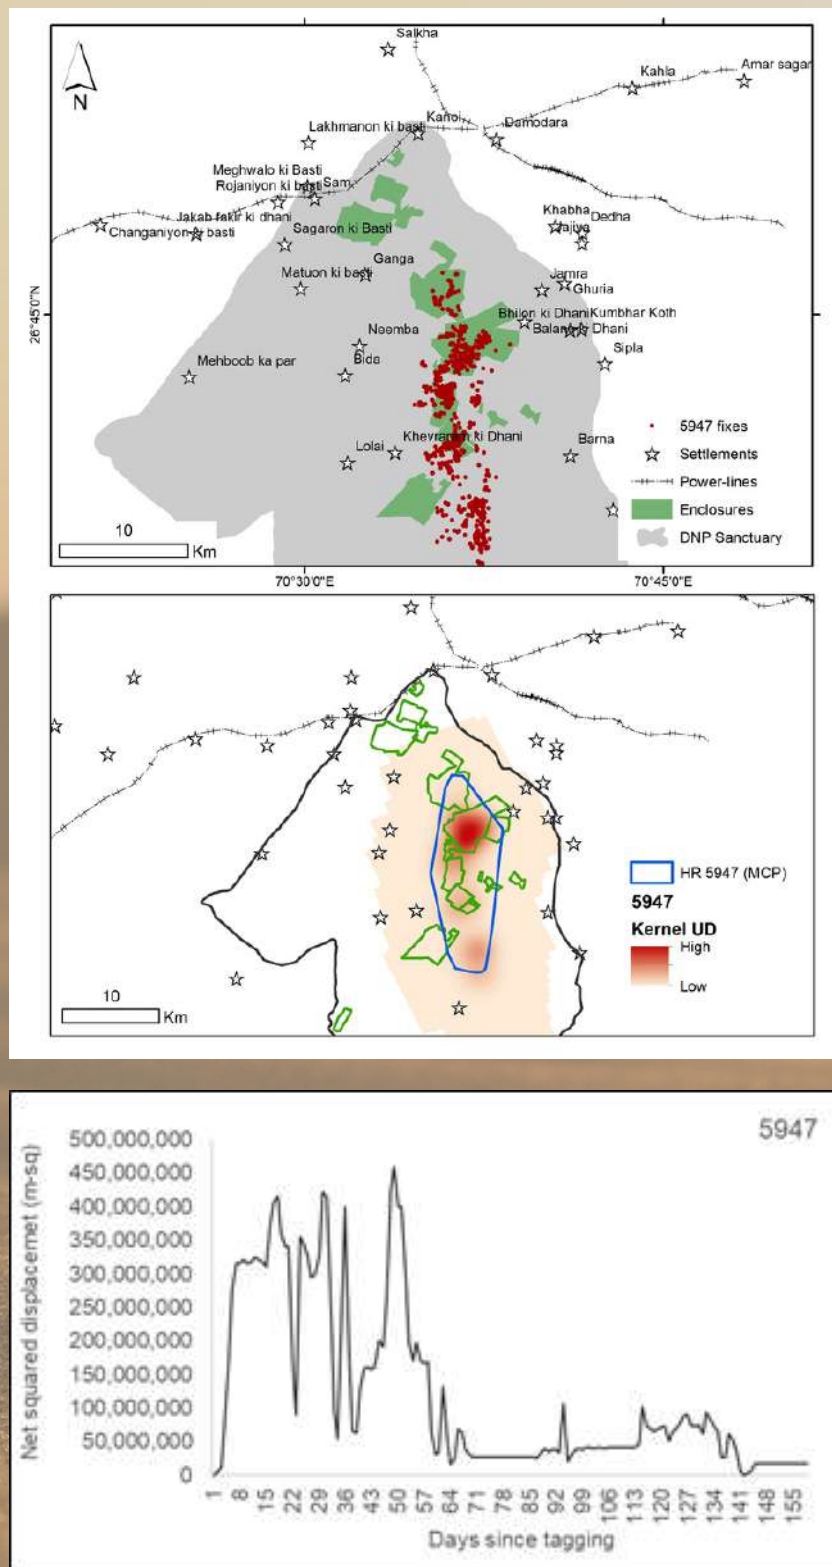 Salkha
Kahla
Amar sagar
N
Kanoi
Lakhmanon ki basti
Damodara
Meghwalo ki Basti
Rojaniyon ki basti
Sam
Jakab fakir ki dhani
Changaniyon ki basti
Sagaron ki Basti
Khabha
Dedha
Jajiya
Ganga
Matuon ki basti
Jamra
Ghuria
26°45'0"N
Bhilon ki Dhani
Kumbhar Koth
Neemba
Dhani
Bida
Sipla
Mehboob ka par
5947 fixes
Khevranam ki Dhani
Barna
Settlements
Lolai
Power-lines
Enclosures
DNP Sanctuary
10
Km
70°30'0"E
70°45'0"E
HR 5947 (MCP)
5947
Kernel UD
High
Low
10
Km
5947
Net squared displacemet (m-sq)
500,000,000
450,000,000
400,000,000
350,000,000
300,000,000
250,000,000
200,000,000
150,000,000
100,000,000
50,000,000
0
1 8 15 22 29 36 43 50 57 64 71 78 85 92 99 106 113 120 127 134 141 148 155
Days since tagging